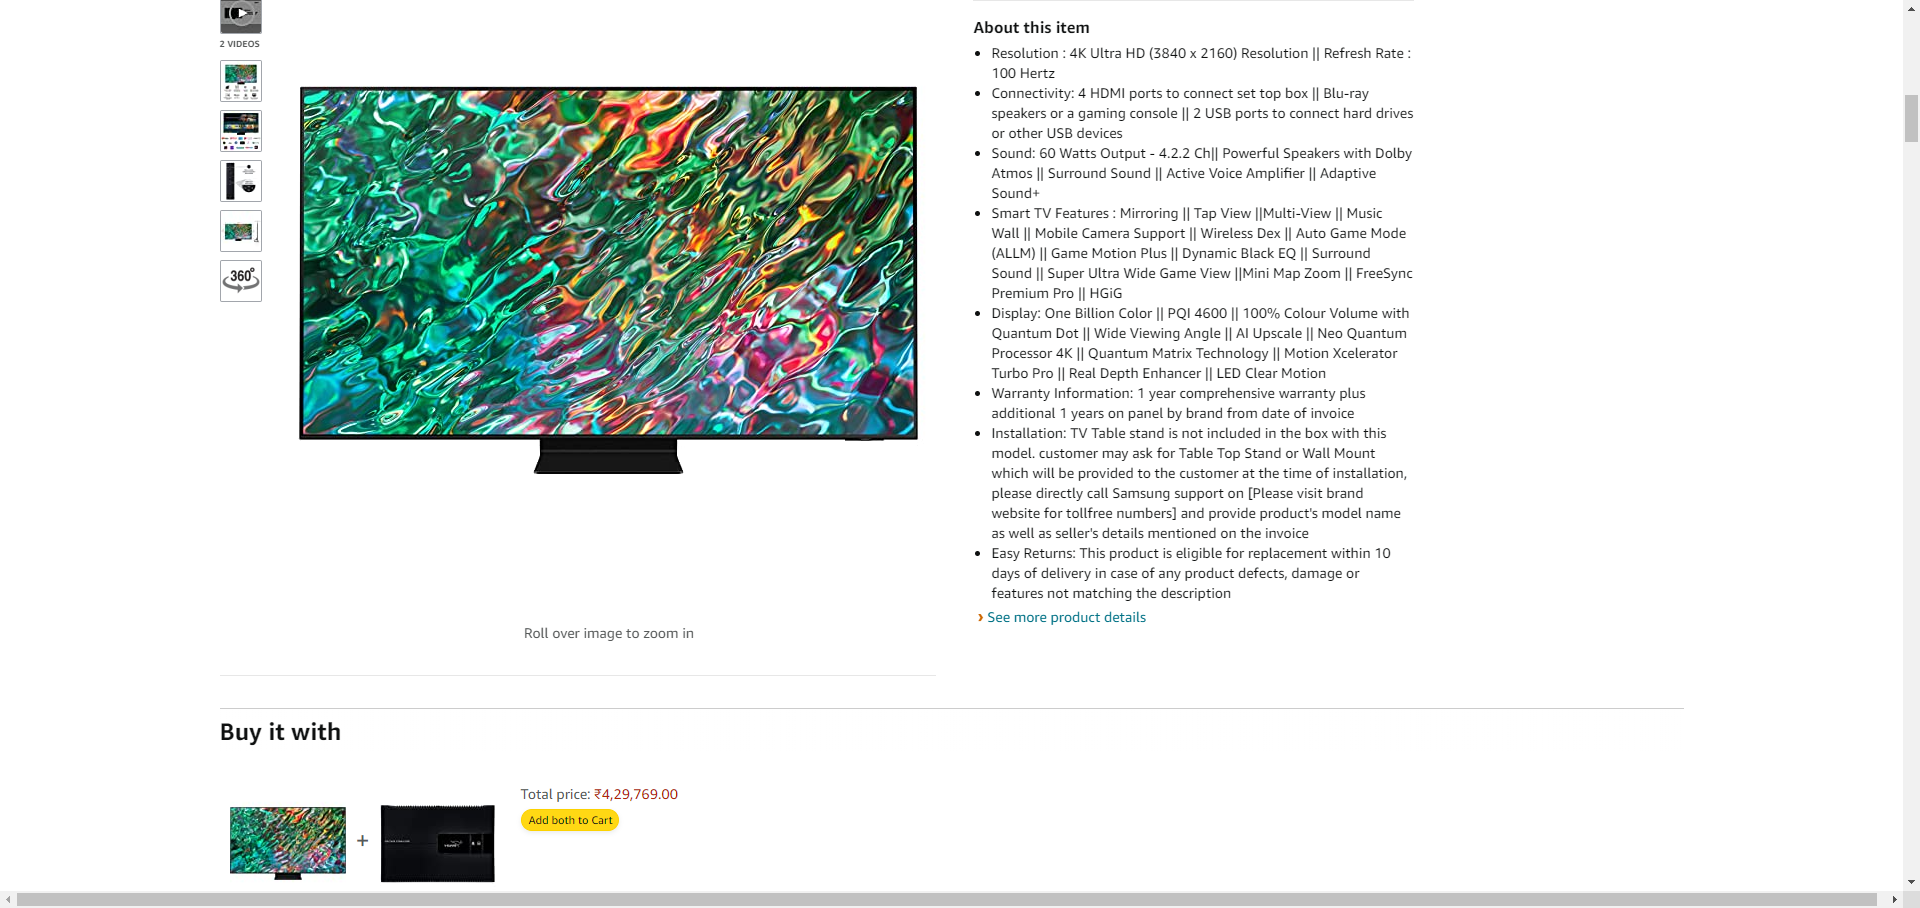 2 VIDEOS
360°
Roll over image to zoom in
About this item
Resolution : 4K Ultra HD (3840 x 2160) Resolution || Refresh Rate :
100 Hertz
Connectivity: 4 HDMI ports to connect set top box || Blu-ray
speakers or a gaming console || 2 USB ports to connect hard drives
or other USB devices
Sound: 60 Watts Output - 4.2.2 Ch|| Powerful Speakers with Dolby
Atmos || Surround Sound || Active Voice Amplifier || Adaptive
Sound+
Smart TV Features : Mirroring || Tap View ||Multi-View || Music
Wall || Mobile Camera Support || Wireless Dex || Auto Game Mode
(ALLM) || Game Motion Plus || Dynamic Black EQ || Surround
Sound || Super Ultra Wide Game View ||Mini Map Zoom || FreeSync
Premium Pro || HGiG
Display: One Billion Color || PQI 4600 || 100% Colour Volume with
Quantum Dot || Wide Viewing Angle || AI Upscale || Neo Quantum
Processor 4K || Quantum Matrix Technology || Motion Xcelerator
Turbo Pro || Real Depth Enhancer || LED Clear Motion
Warranty Information: 1 year comprehensive warranty plus
additional 1 years on panel by brand from date of invoice
Installation: TV Table stand is not included in the box with this
model. customer may ask for Table Top Stand or Wall Mount
which will be provided to the customer at the time of installation,
please directly call Samsung support on [Please visit brand
website for tollfree numbers] and provide product's model name
as well as seller's details mentioned on the invoice
Easy Returns: This product is eligible for replacement within 10
days of delivery in case of any product defects, damage or
features not matching the description
› See more product details
Buy it with
+
Total price: ₹4,29,769.00
Add both to Cart